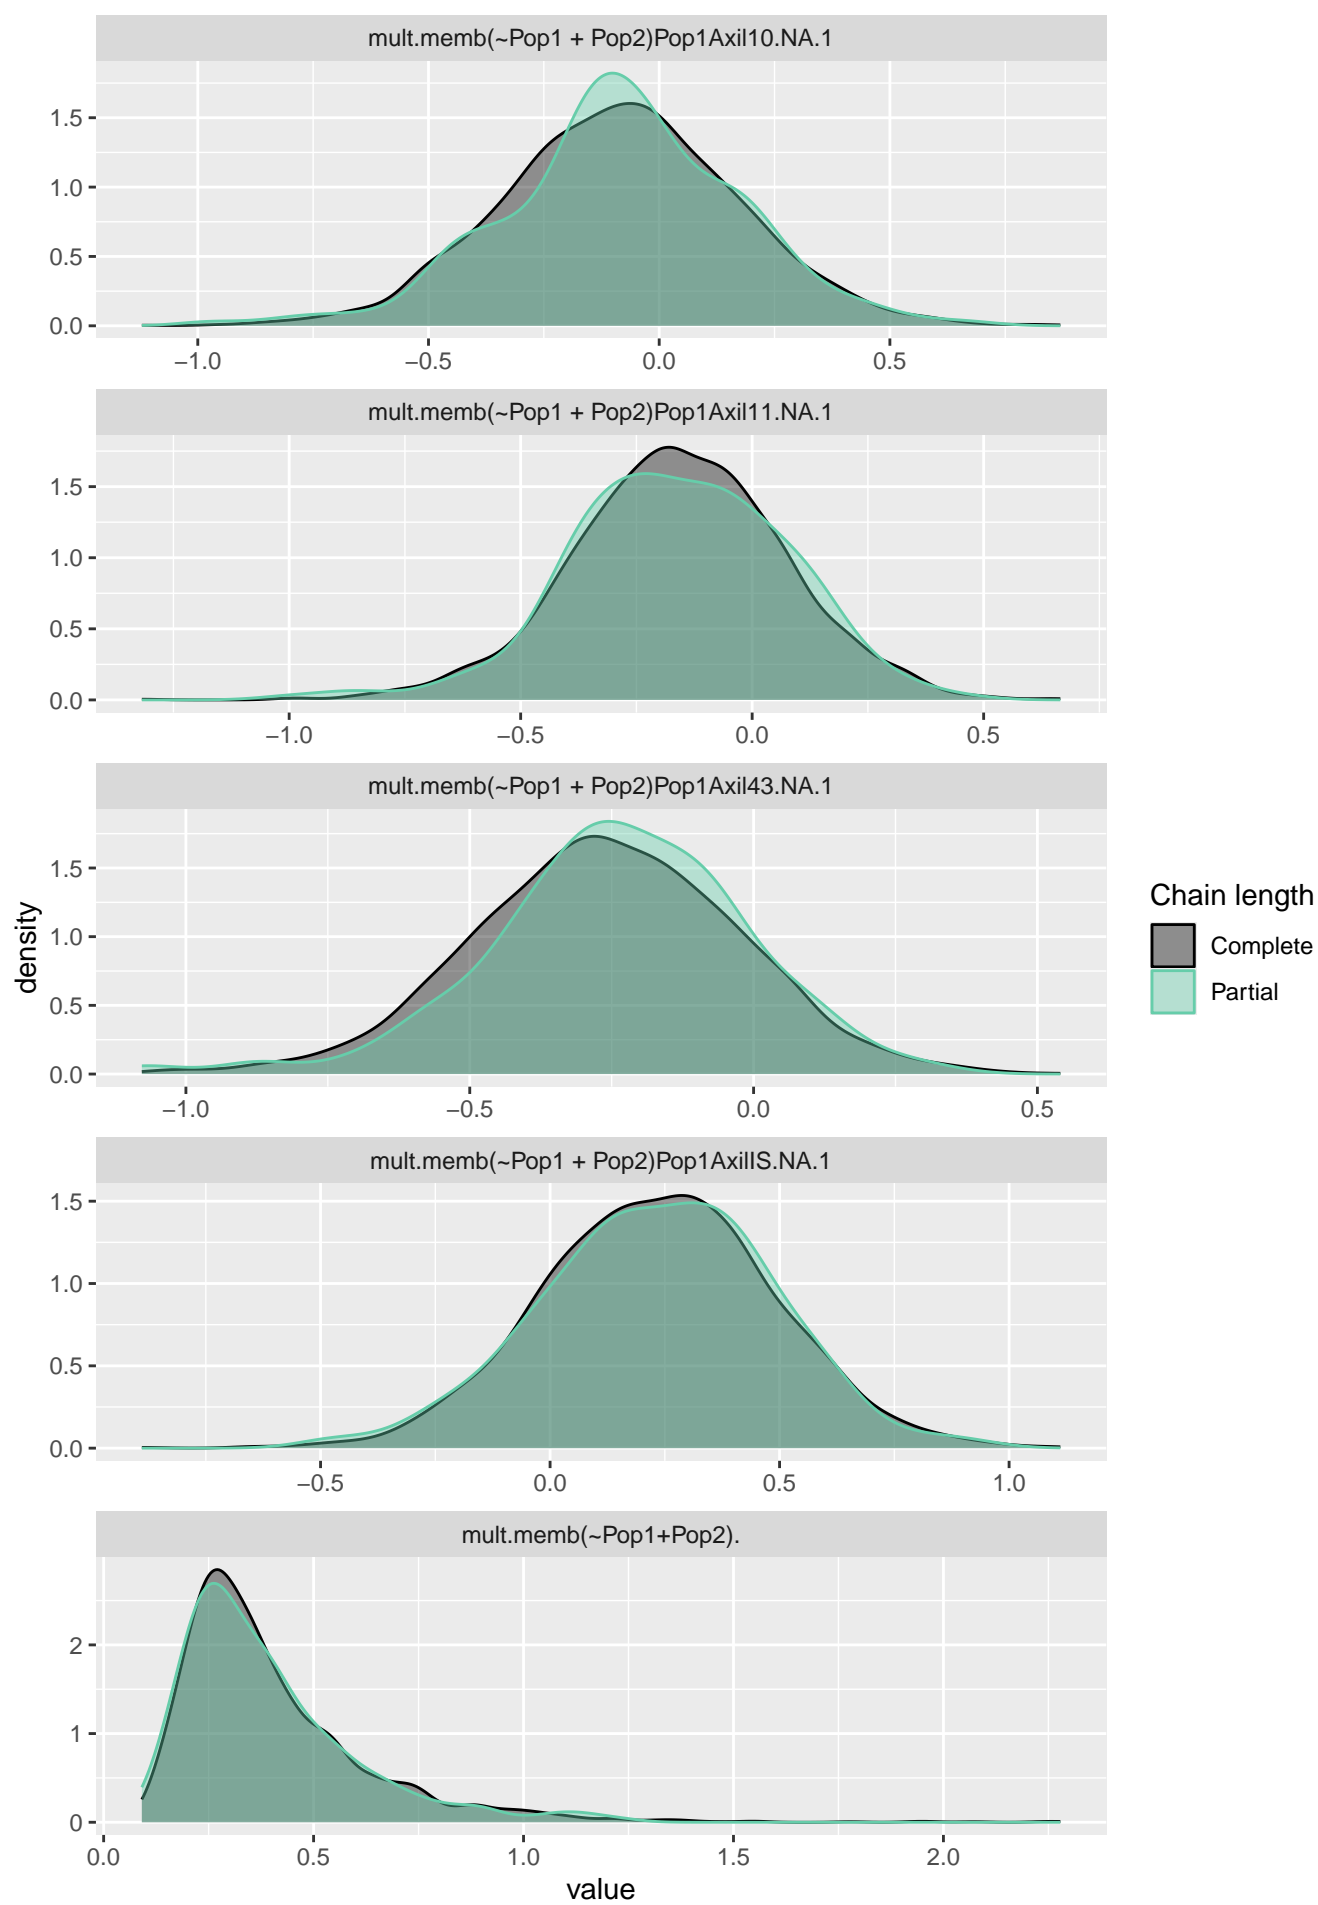 mult.memb(~Pop1 + Pop2)Pop1Axil10.NA.1
1.5
1.0
0.5
0.0
−1.0 −0.5 0.0 0.5
mult.memb(~Pop1 + Pop2)Pop1Axil11.NA.1
1.5
1.0
0.5
0.0
−1.0 −0.5 0.0 0.5
mult.memb(~Pop1 + Pop2)Pop1Axil43.NA.1
1.5
1.0
0.5
0.0
−1.0 −0.5 0.0 0.5
mult.memb(~Pop1 + Pop2)Pop1AxilIS.NA.1
1.5
1.0
0.5
0.0
−0.5 0.0 0.5 1.0
mult.memb(~Pop1+Pop2).
2
1
0
0.0 0.5 1.0 1.5 2.0
value
density
Chain length
Complete
Partial